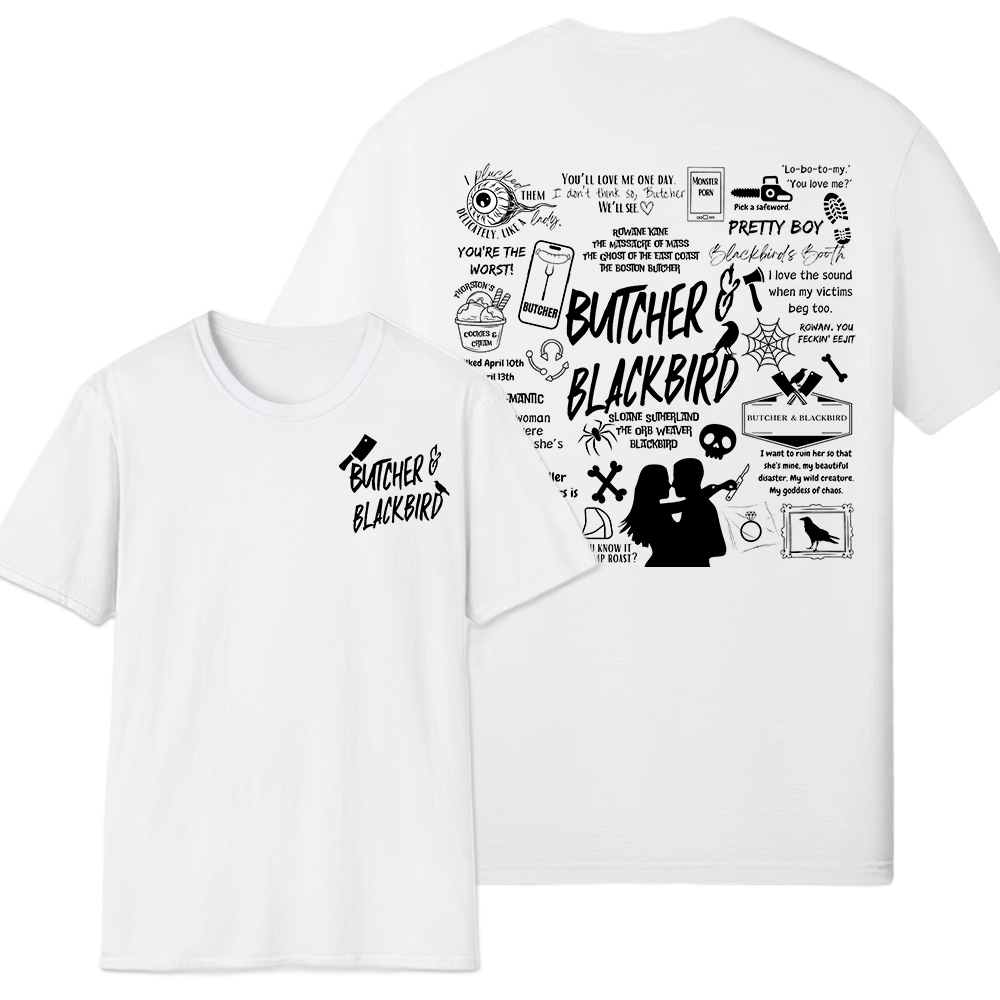 BUTCHER &
BLACKBIRD
I plucked
THEM
DELICATELY. LIKE A lady.
YOU'LL LOVE ME ONE DAY.
I don't think so, Butcher
WE'LL SEE.
MONSTER
PORN
'Lo-bo-to-my.'
'You love me?'
Pick a safeword.
PRETTY BOY
Blackbird's Booth
YOU'RE THE
WORST!
BUTCHER
ROWANE KANE
THE MASSACRE OF MASS
THE GHOST OF THE EAST COAST
THE BOSTON BUTCHER
BUTCHER &
BLACKBIRD
I love the sound
when my victims
beg too.
ROWAN, YOU
FECKIN' EEJIT
THORSTON'S
COOKIES &
CREAM
ked April 10th
ril 13th
MANTIC
woman
ere
she's
ller
s is
SLOANE SUTHERLAND
THE ORB WEAVER
BLACKBIRD
BUTCHER & BLACKBIRD
I want to ruin her so that
she's mine, my beautiful
disaster. My wild creature.
My goddess of chaos.
U KNOW IT
MP ROAST?